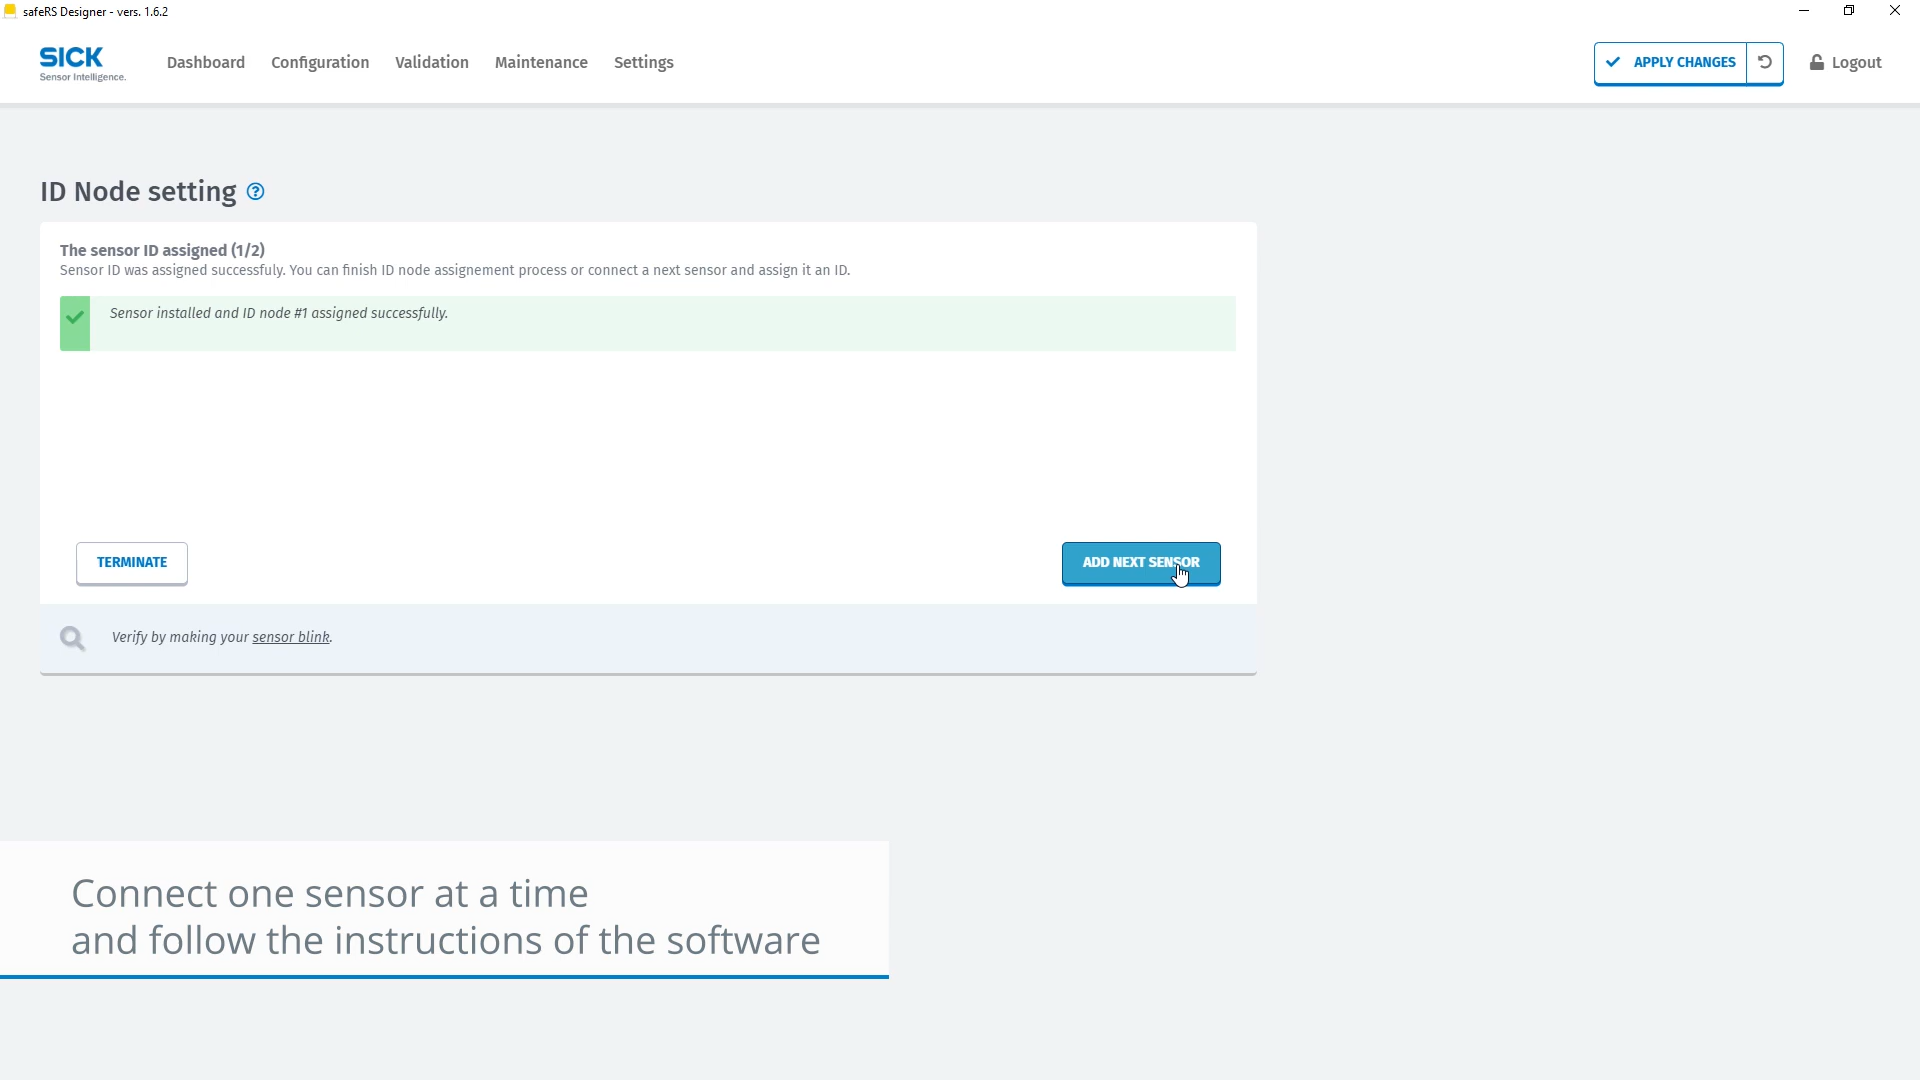 safeRS Designer - vers. 1.6.2
SICK
Sensor Intelligence.
Dashboard
Configuration
Validation
Maintenance
Settings
APPLY CHANGES
Logout
ID Node setting ?
The sensor ID assigned (1/2)
Sensor ID was assigned successfuly. You can finish ID node assignement process or connect a next sensor and assign it an ID.
Sensor installed and ID node #1 assigned successfully.
TERMINATE
ADD NEXT SENSOR
Verify by making your sensor blink.
Connect one sensor at a time
and follow the instructions of the software